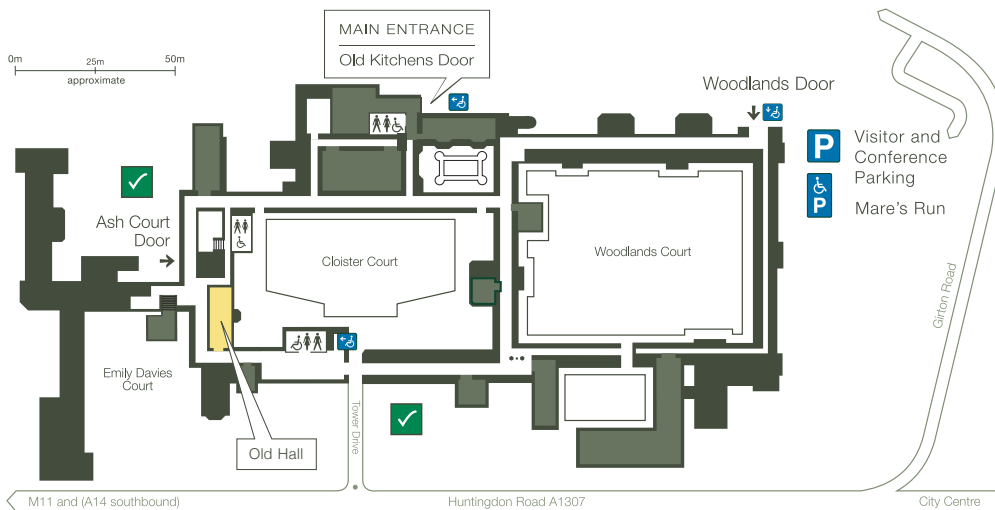 MAIN ENTRANCE
Old Kitchens Door
0m
25m
50m
approximate
Woodlands Door
P
Visitor and
Conference
Parking
P
Mare's Run
Ash Court
Door
Cloister Court
Woodlands Court
Girton Road
Emily Davies
Court
Tower Drive
Old Hall
M11 and (A14 southbound)
Huntingdon Road A1307
City Centre